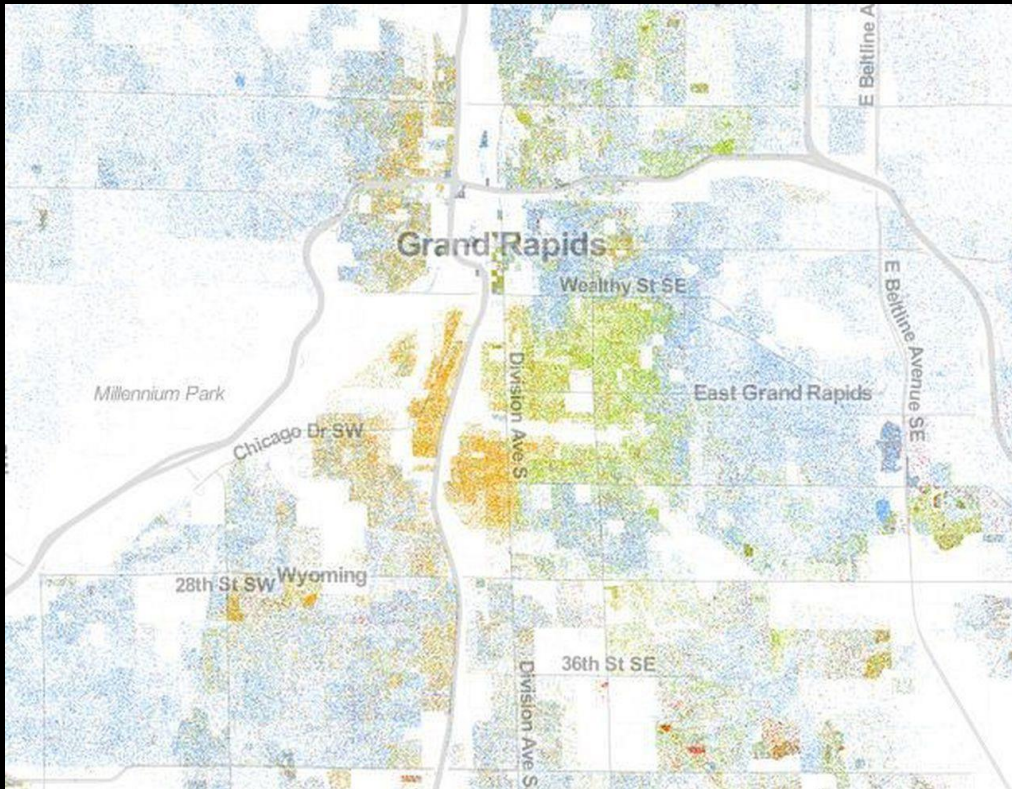 E Beltline A
Grand Rapids
Wealthy St SE
E Beltline Avenue SE
Millennium Park
Division Ave S
East Grand Rapids
Chicago Dr SW
28th St SW
Wyoming
36th St SE
Division Ave S